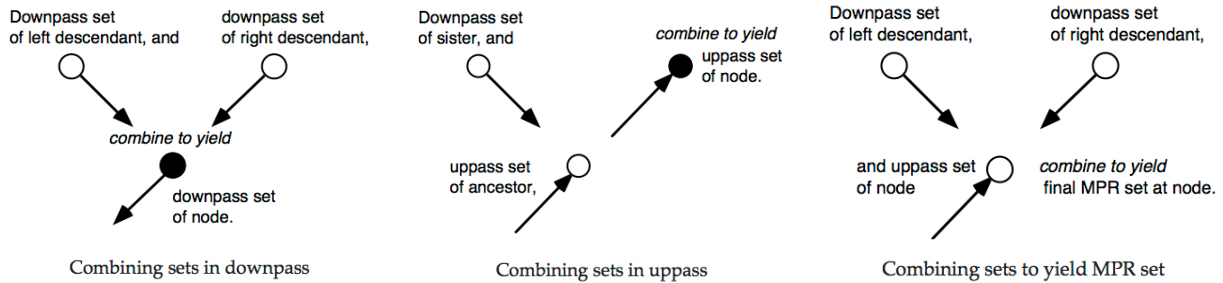 Downpass set
of left descendant, and
downpass set
of right descendant,
combine to yield
downpass set
of node.
Combining sets in downpass
Downpass set
of sister, and
combine to yield
uppass set
of node.
uppass set
of ancestor,
Combining sets in uppass
Downpass set
of left descendant,
downpass set
of right descendant,
and uppass set
of node
combine to yield
final MPR set at node.
Combining sets to yield MPR set